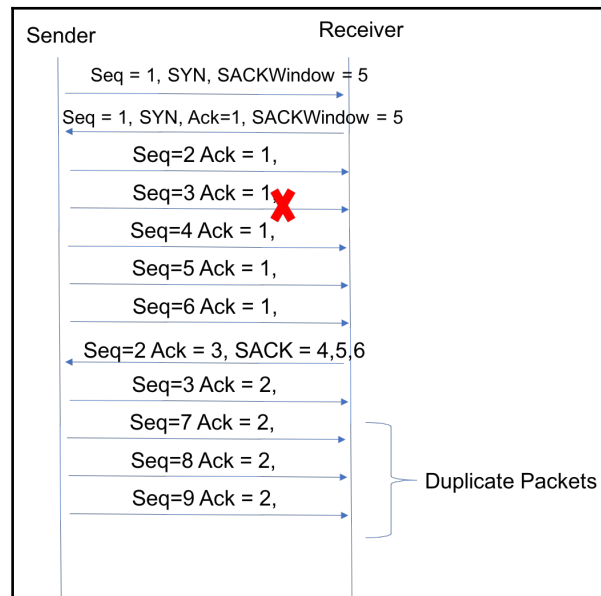 Sender
Receiver
Seq = 1, SYN, SACKWindow = 5
Seq = 1, SYN, Ack=1, SACKWindow = 5
Seq=2 Ack = 1,
Seq=3 Ack = 1,
Seq=4 Ack = 1,
Seq=5 Ack = 1,
Seq=6 Ack = 1,
Seq=2 Ack = 3, SACK = 4,5,6
Seq=3 Ack = 2,
Seq=7 Ack = 2,
Seq=8 Ack = 2,
Seq=9 Ack = 2,
Duplicate Packets